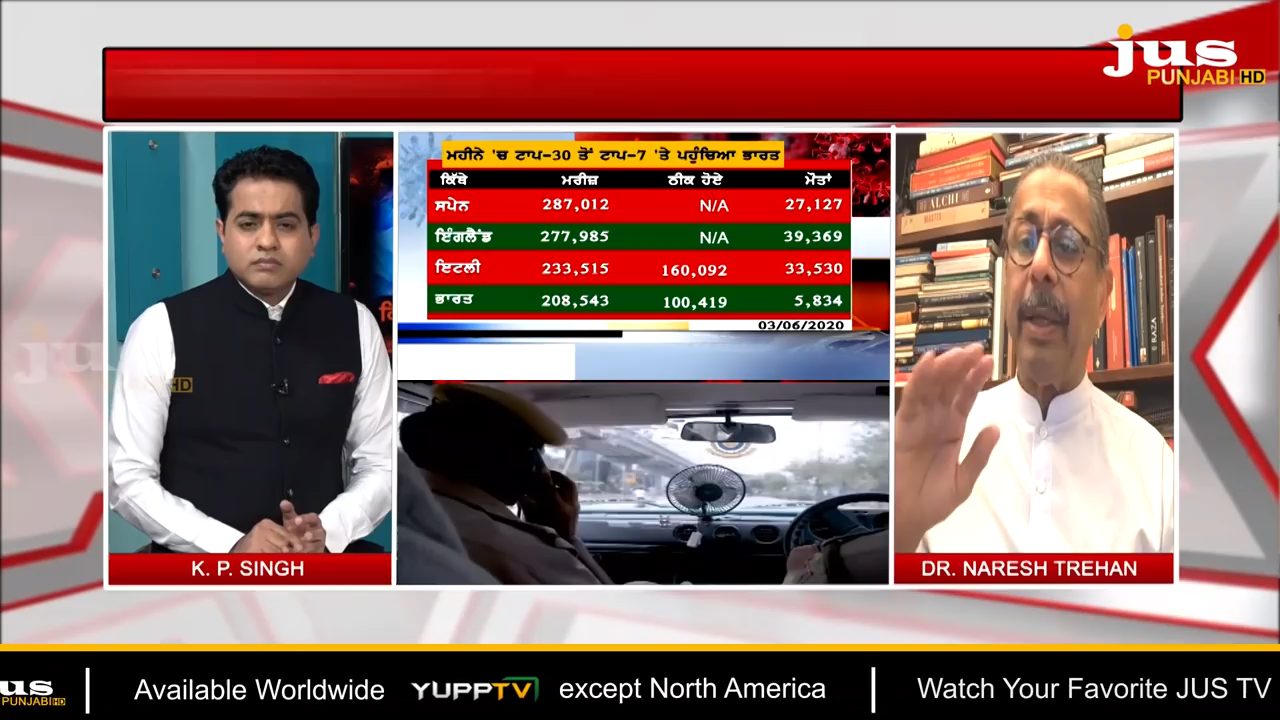 jus
PUNJABI HD
ਮਹੀਨੇ 'ਚ ਟਾਪ-30 ਤੋਂ ਟਾਪ-7 'ਤੇ ਪਹੁੰਚਿਆ ਭਾਰਤ
ਕਿੱਥੇ ਮਰੀਜ਼ ਠੀਕ ਹੋਏ ਮੌਤਾਂ
ਸਪੇਨ 287,012 N/A 27,127
ਇੰਗਲੈਂਡ 277,985 N/A 39,369
ਇਟਲੀ 233,515 160,092 33,530
ਭਾਰਤ 208,543 100,419 5,834
03/06/2020
jus
HD
K. P. SINGH
DR. NARESH TREHAN
us
PUNJABI HD
Available Worldwide YUPPTV except North America
Watch Your Favorite JUS TV